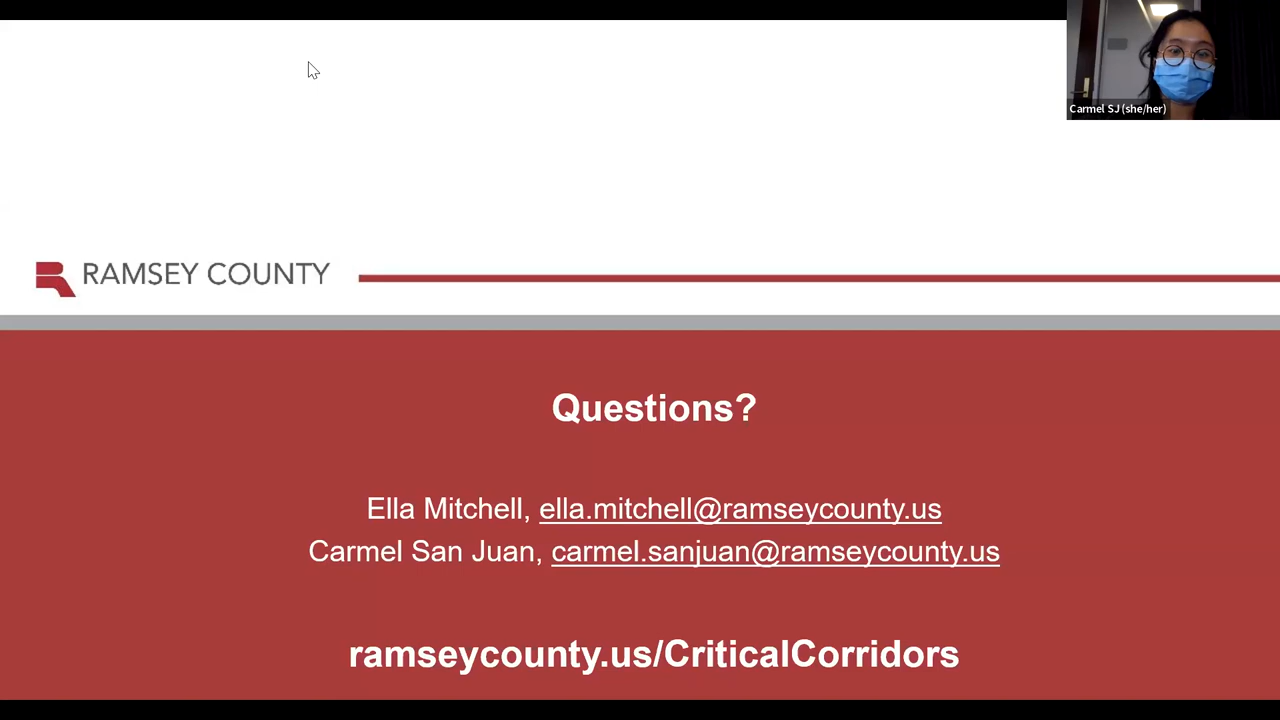 Carmel SJ (she/her)
RAMSEY COUNTY
Questions?
Ella Mitchell, ella.mitchell@ramseycounty.us
Carmel San Juan, carmel.sanjuan@ramseycounty.us
ramseycounty.us/CriticalCorridors